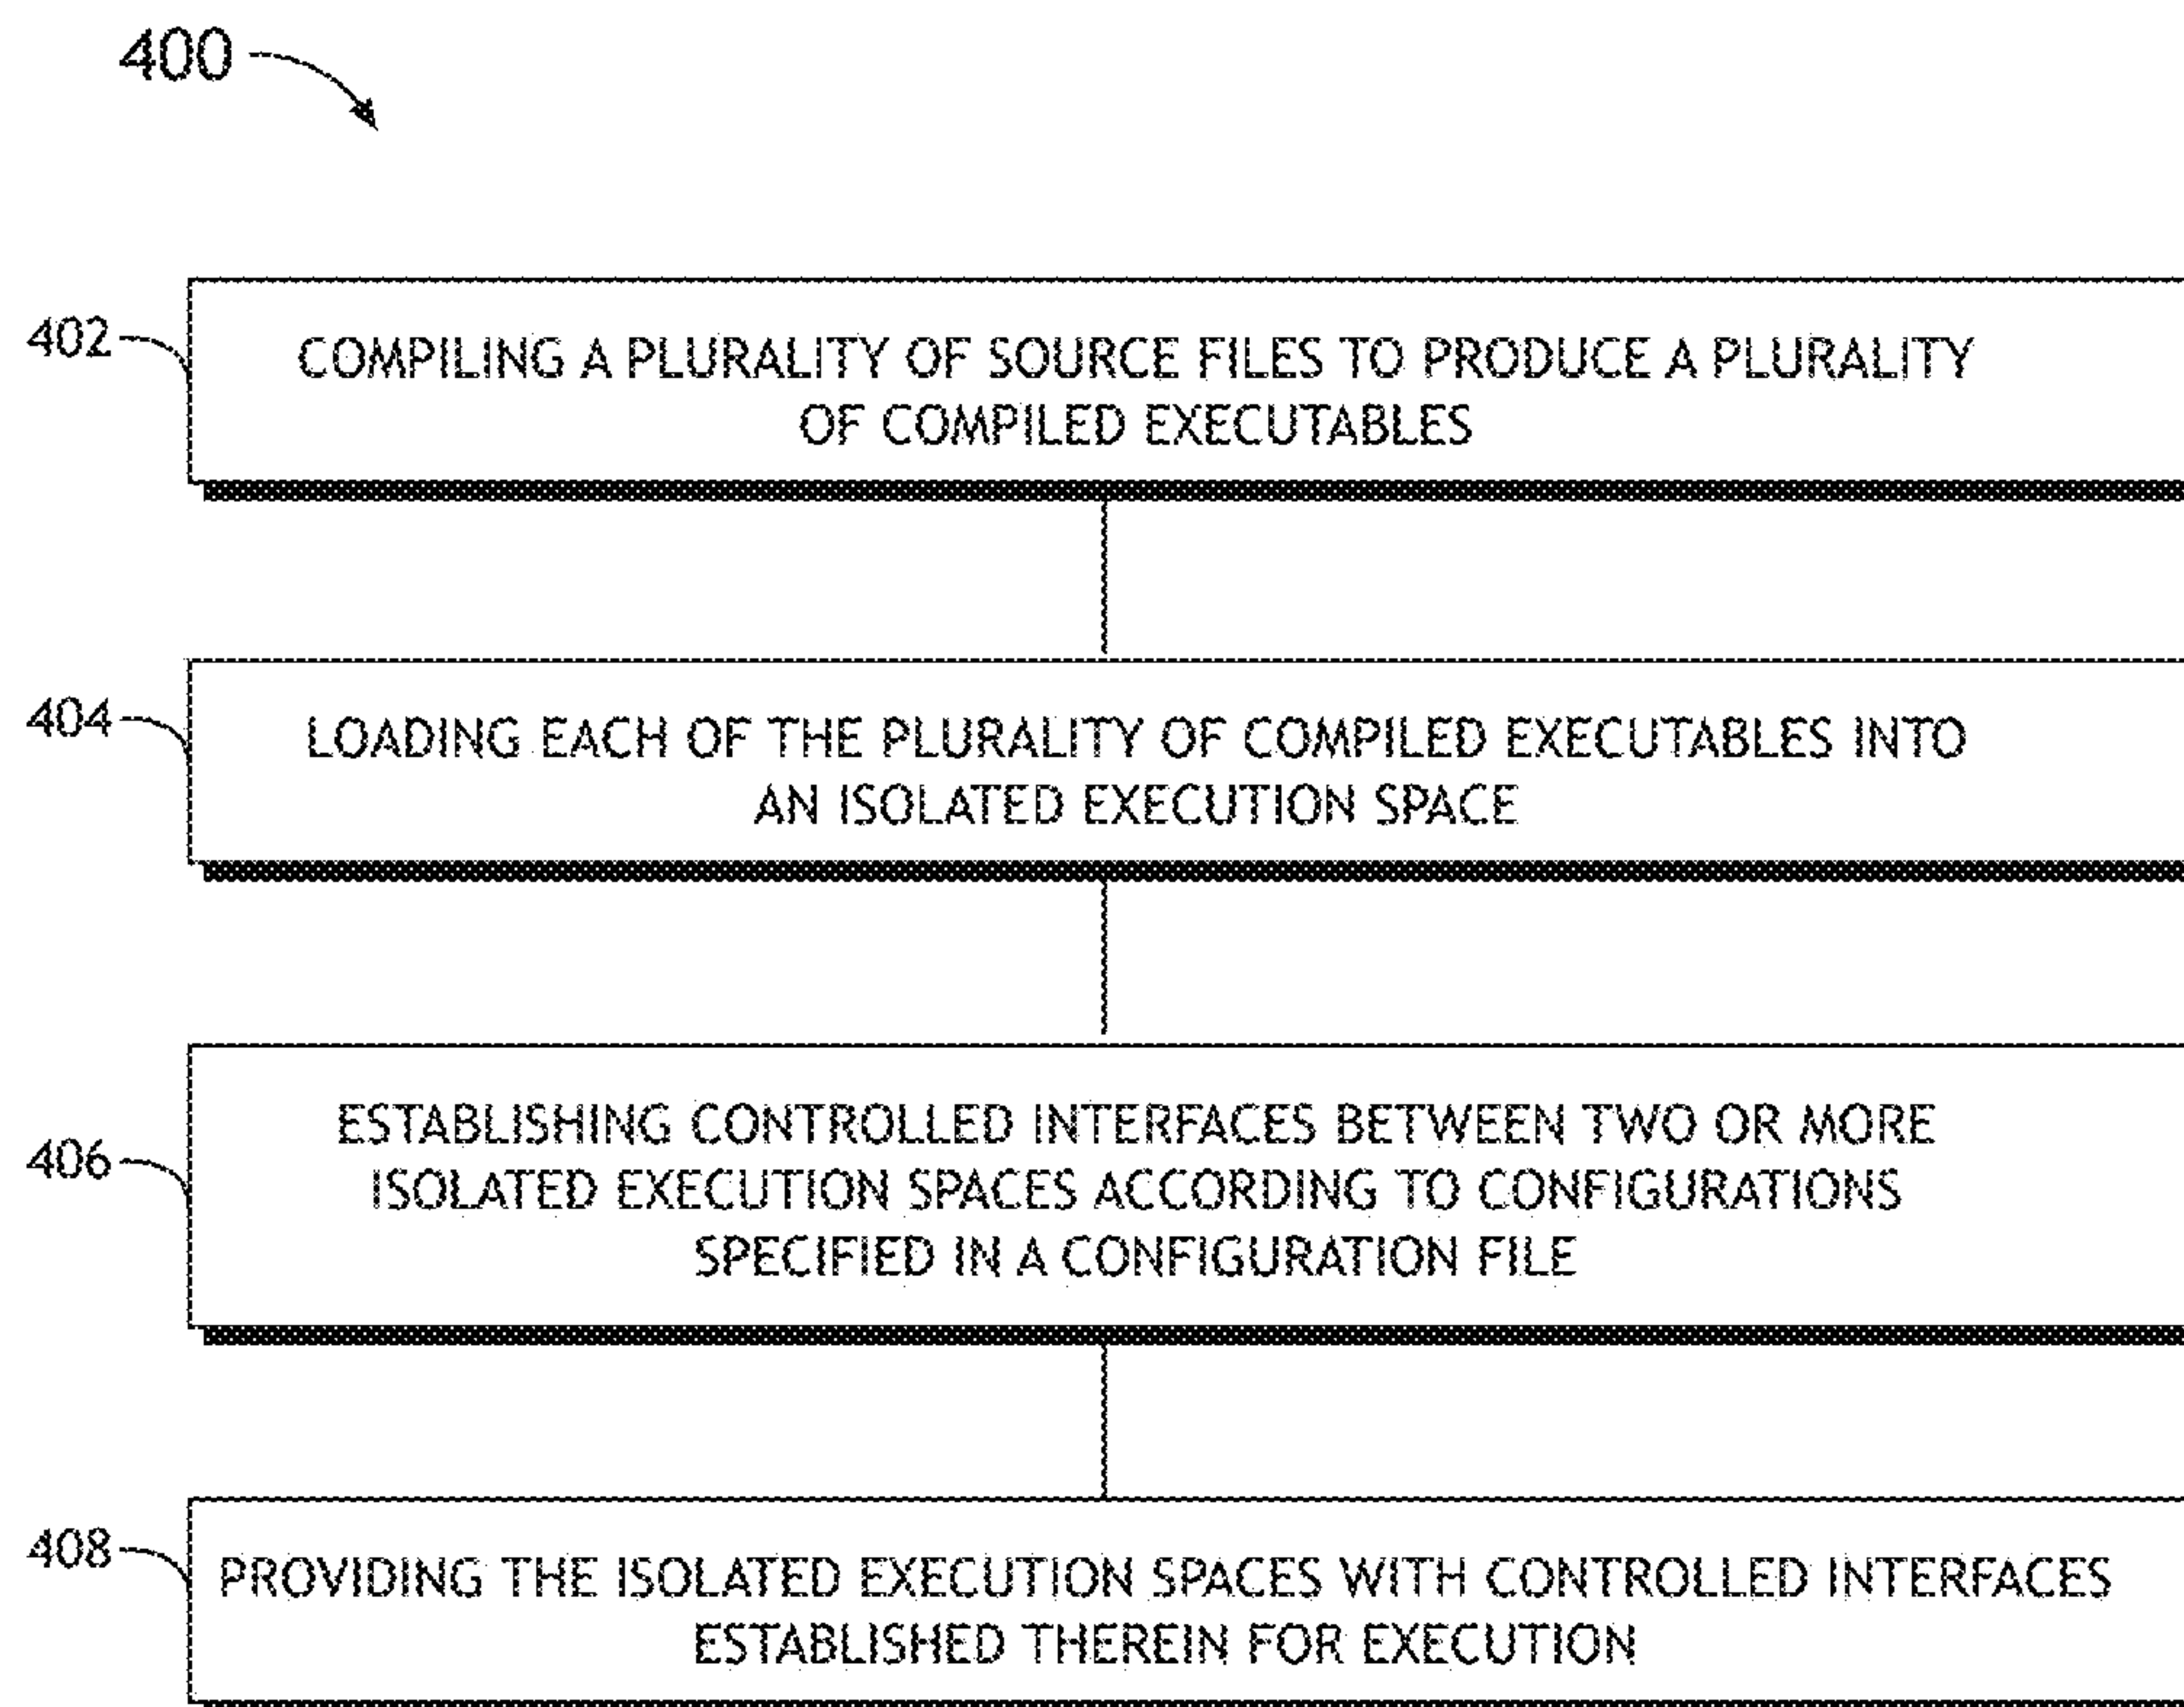 400
402
COMPILING A PLURALITY OF SOURCE FILES TO PRODUCE A PLURALITY
OF COMPILED EXECUTABLES
404
LOADING EACH OF THE PLURALITY OF COMPILED EXECUTABLES INTO
AN ISOLATED EXECUTION SPACE
406
ESTABLISHING CONTROLLED INTERFACES BETWEEN TWO OR MORE
ISOLATED EXECUTION SPACES ACCORDING TO CONFIGURATIONS
SPECIFIED IN A CONFIGURATION FILE
408
PROVIDING THE ISOLATED EXECUTION SPACES WITH CONTROLLED INTERFACES
ESTABLISHED THEREIN FOR EXECUTION